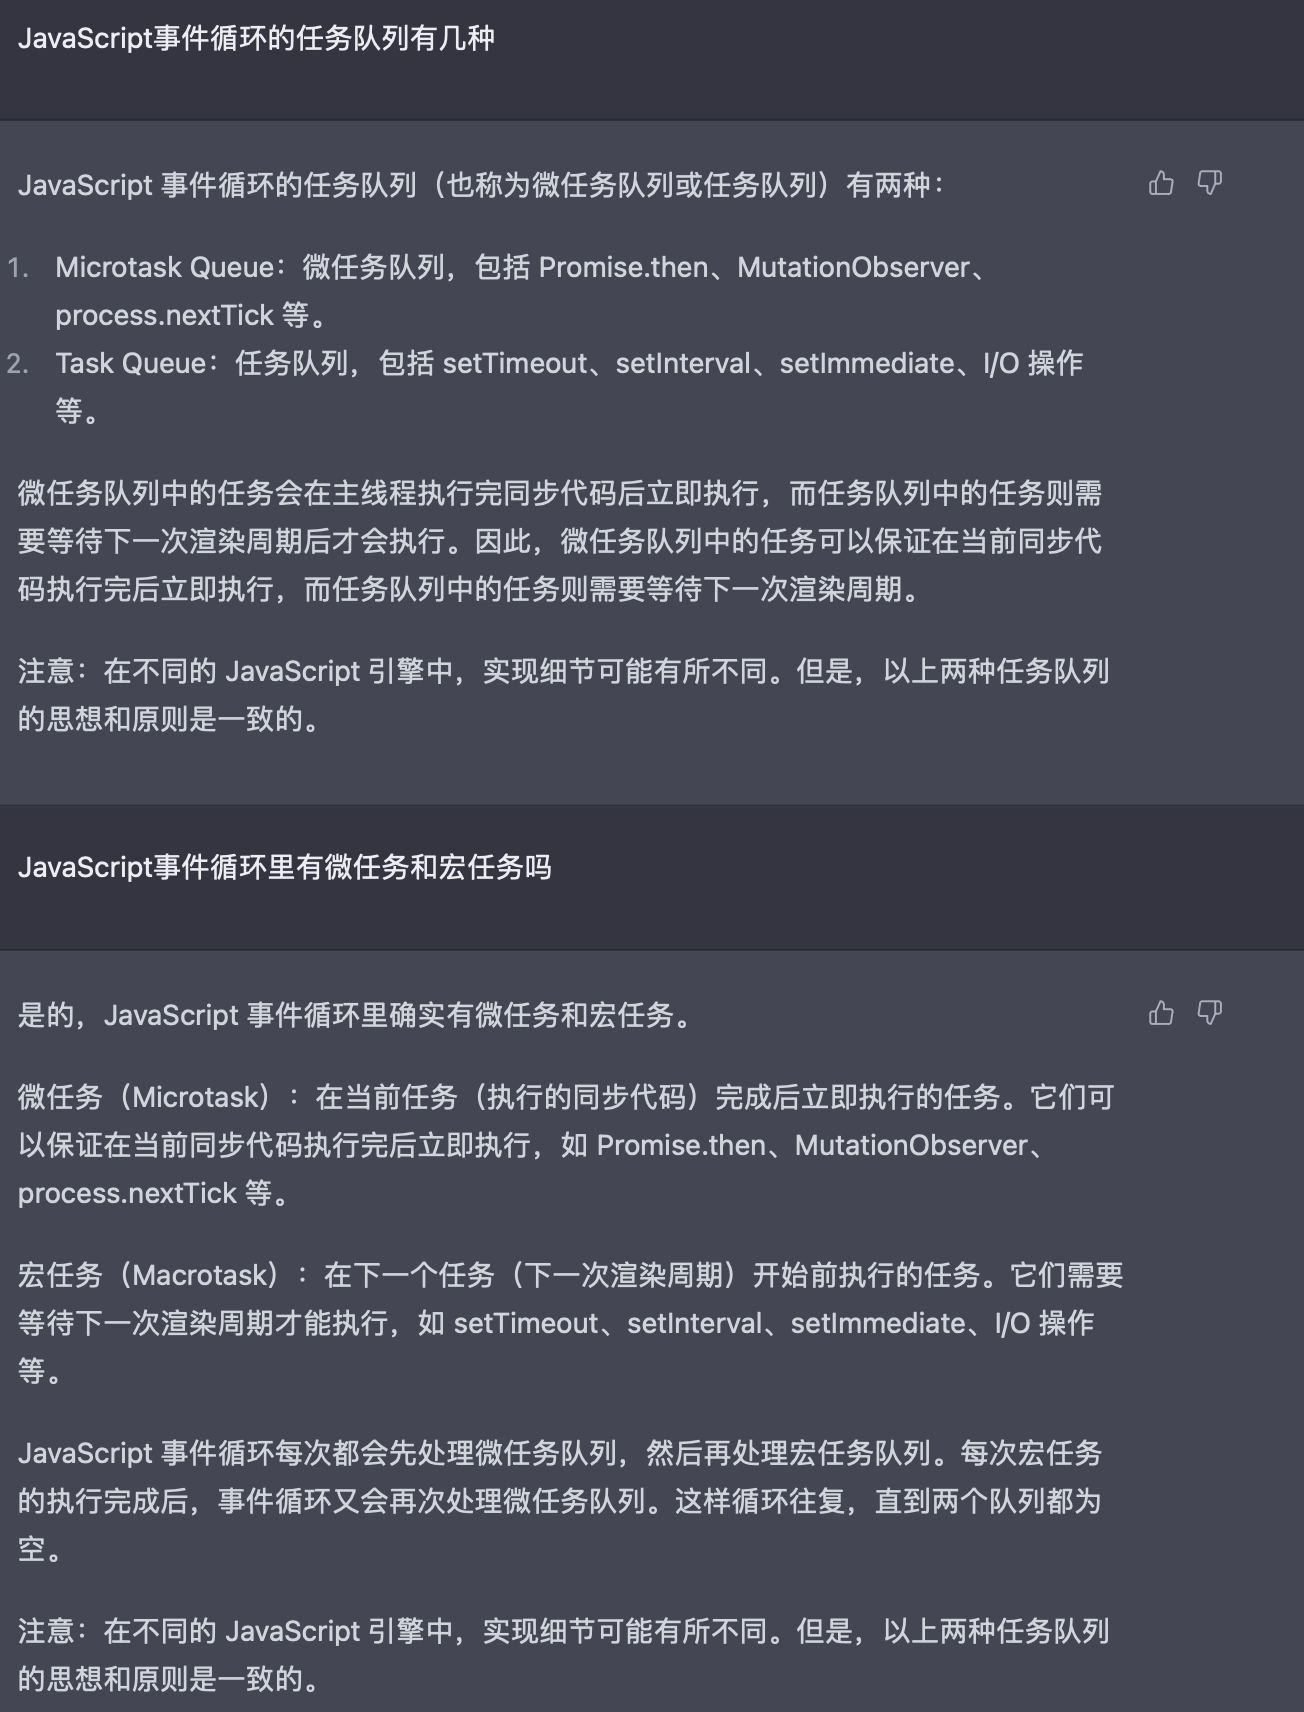 JavaScript事件循环的任务队列有几种
JavaScript 事件循环的任务队列（也称为微任务队列或任务队列）有两种：
1. Microtask Queue：微任务队列，包括 Promise.then、MutationObserver、
process.nextTick 等。
2. Task Queue：任务队列，包括 setTimeout、setInterval、setImmediate、I/O 操作
等。
微任务队列中的任务会在主线程执行完同步代码后立即执行，而任务队列中的任务则需
要等待下一次渲染周期后才会执行。因此，微任务队列中的任务可以保证在当前同步代
码执行完后立即执行，而任务队列中的任务则需要等待下一次渲染周期。
注意：在不同的 JavaScript 引擎中，实现细节可能有所不同。但是，以上两种任务队列
的思想和原则是一致的。
JavaScript事件循环里有微任务和宏任务吗
是的，JavaScript 事件循环里确实有微任务和宏任务。
微任务（Microtask）：在当前任务（执行的同步代码）完成后立即执行的任务。它们可
以保证在当前同步代码执行完后立即执行，如 Promise.then、MutationObserver、
process.nextTick 等。
宏任务（Macrotask）：在下一个任务（下一次渲染周期）开始前执行的任务。它们需要
等待下一次渲染周期才能执行，如 setTimeout、setInterval、setImmediate、I/O 操作
等。
JavaScript 事件循环每次都会先处理微任务队列，然后再处理宏任务队列。每次宏任务
的执行完成后，事件循环又会再次处理微任务队列。这样循环往复，直到两个队列都为
空。
注意：在不同的 JavaScript 引擎中，实现细节可能有所不同。但是，以上两种任务队列
的思想和原则是一致的。